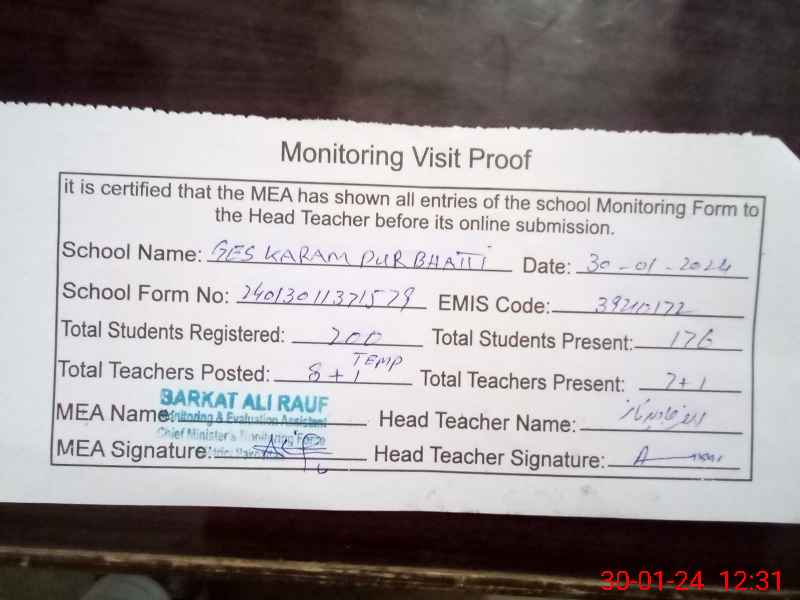 Monitoring Visit Proof
it is certified that the MEA has shown all entries of the school Monitoring Form to
the Head Teacher before its online submission.
School Name: GES KARAM PUR BHATTI Date: 30-01-2024
School Form No: 24013011371579 EMIS Code: 39210172
Total Students Registered: 200 Total Students Present: 176
Total Teachers Posted: 8+1 TEMP Total Teachers Present: 7+1
MEA Name: BARKAT ALI RAUF Head Teacher Name:
Monitoring & Evaluation Assistant
Chief Minister's Monitoring Force
MEA Signature: Head Teacher Signature:
30-01-24 12:31